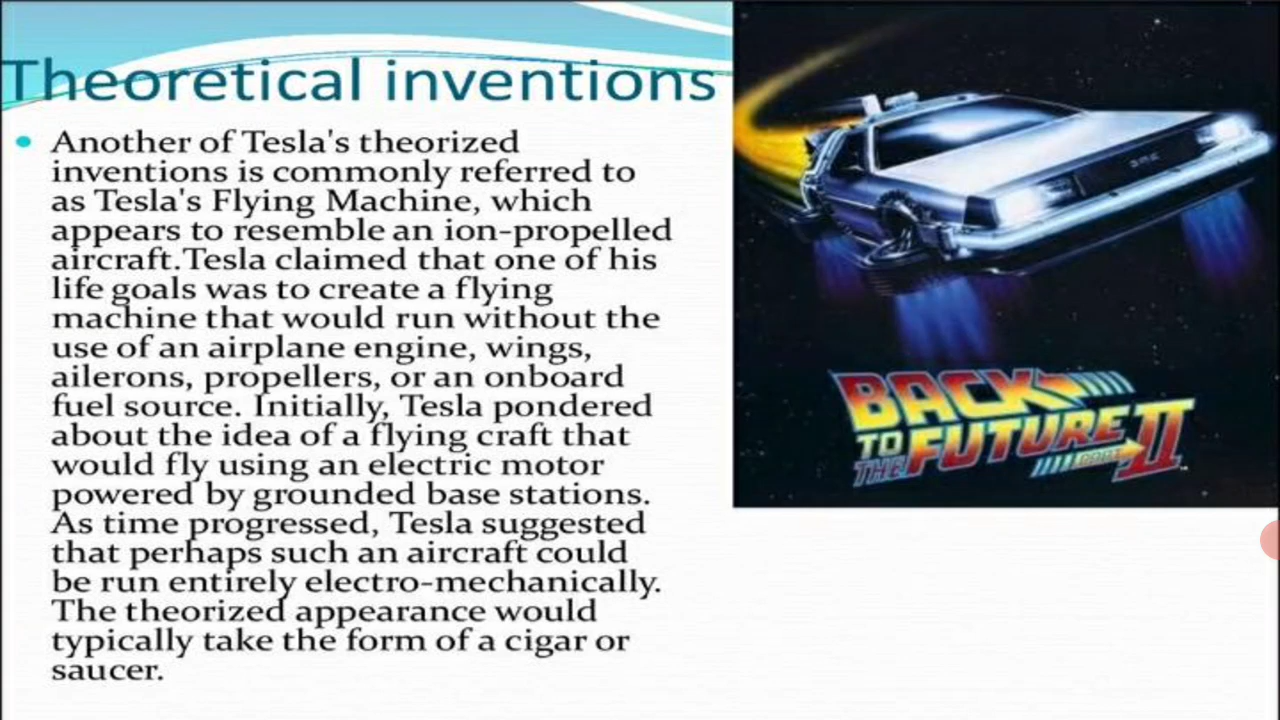 Theoretical inventions
Another of Tesla's theorized
inventions is commonly referred to
as Tesla's Flying Machine, which
appears to resemble an ion-propelled
aircraft.Tesla claimed that one of his
life goals was to create a flying
machine that would run without the
use of an airplane engine, wings,
ailerons, propellers, or an onboard
fuel source. Initially, Tesla pondered
about the idea of a flying craft that
would fly using an electric motor
powered by grounded base stations.
As time progressed, Tesla suggested
that perhaps such an aircraft could
be run entirely electro-mechanically.
The theorized appearance would
typically take the form of a cigar or
saucer.
DMC
BACK
TO THE FUTURE
PART II